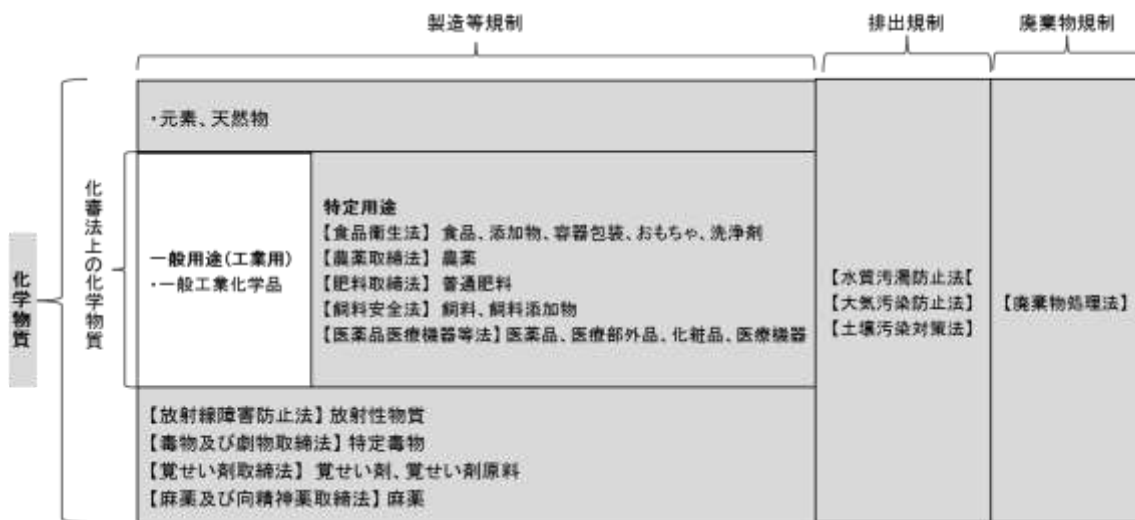 製造等規制
排出規制
廃棄物規制
化学物質
化審法上の化学物質
・元素、天然物
一般用途(工業用)
・一般工業化学品
特定用途
【食品衛生法】 食品、添加物、容器包装、おもちゃ、洗浄剤
【農薬取締法】 農薬
【肥料取締法】 普通肥料
【飼料安全法】 飼料、飼料添加物
【医薬品医療機器等法】医薬品、医療部外品、化粧品、医療機器
【放射線障害防止法】放射性物質
【毒物及び劇物取締法】特定毒物
【覚せい剤取締法】 覚せい剤、覚せい剤原料
【麻薬及び向精神薬取締法】麻薬
【水質汚濁防止法【
【大気汚染防止法】
【土壌汚染対策法】
【廃棄物処理法】